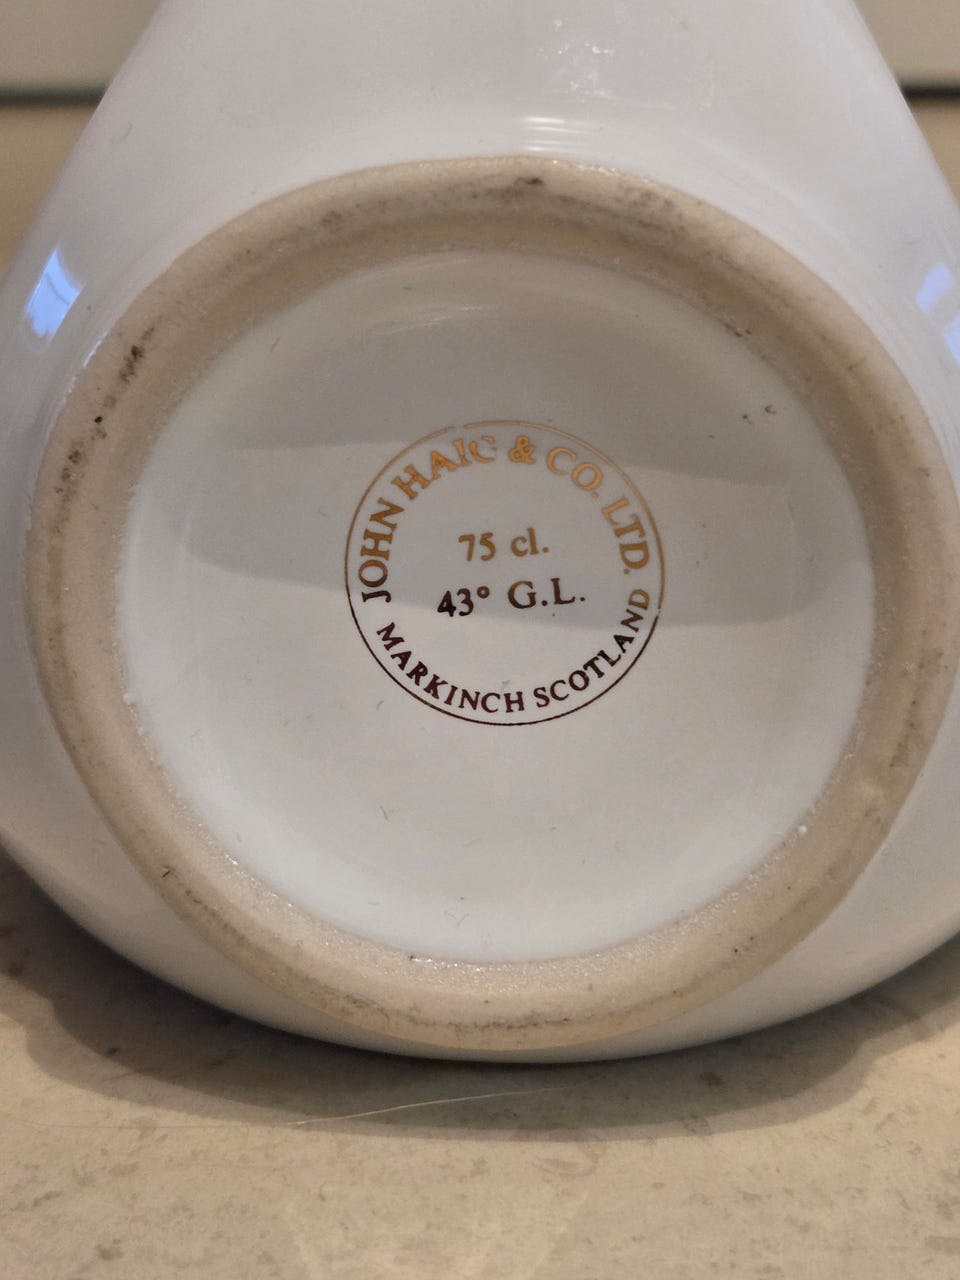 JOHN HAIG & CO. LTD.
75 cl.
43° G.L.
MARKINCH SCOTLAND